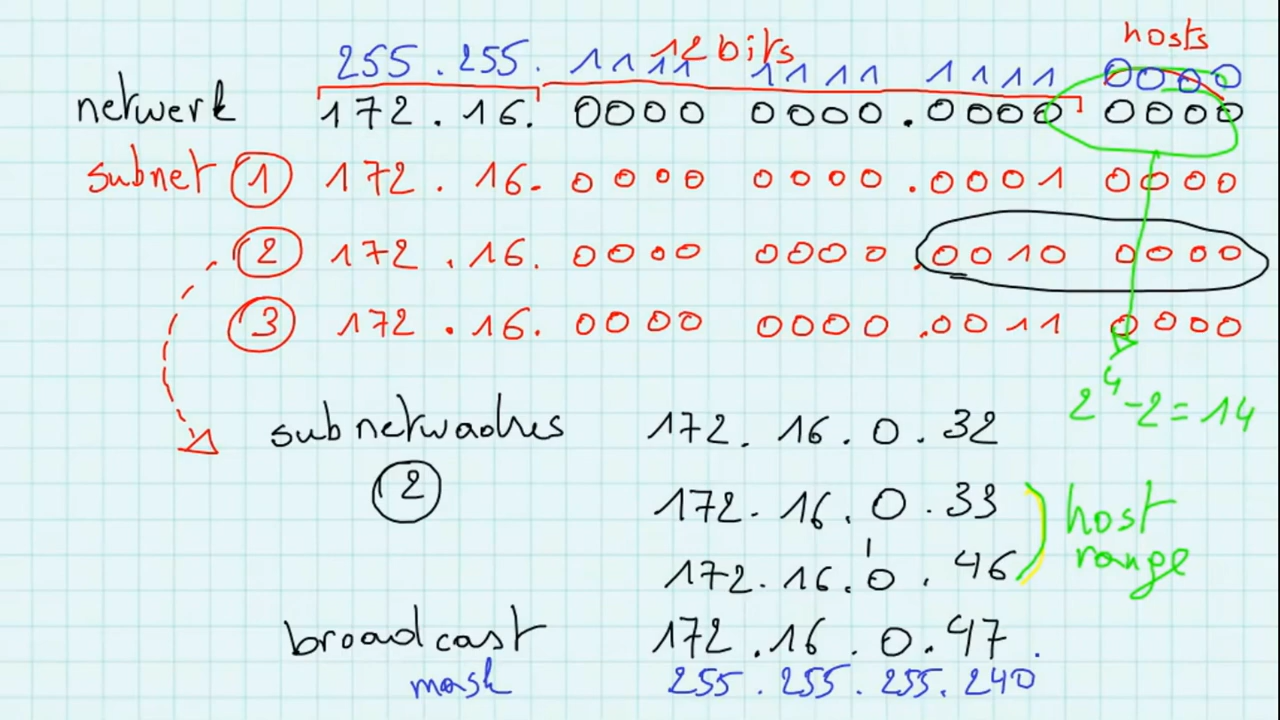 255.255. 1111 1111 1111 0000
12 bits
hosts
netwerk 172.16. 0000 0000.0000 0000
subnet 1 172.16. 0000 0000.0001 0000
2 172.16. 0000 0000.0010 0000
3 172.16. 0000 0000.0011 0000
2⁴-2=14
subnetwadres 172.16.0.32
2
172.16.0.33
172.16.0.46
host
range
broadcast 172.16.0.47
mask 255.255.255.240